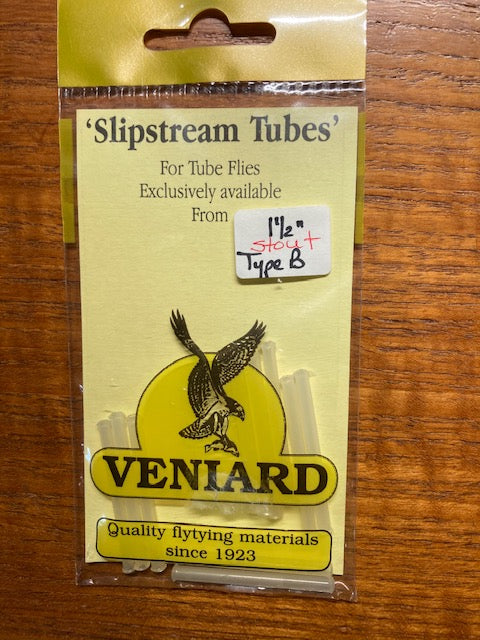 'Slipstream Tubes'
For Tube Flies
Exclusively available
From
1½"
Stout
Type B
VENIARD
Quality flytying materials
since 1923